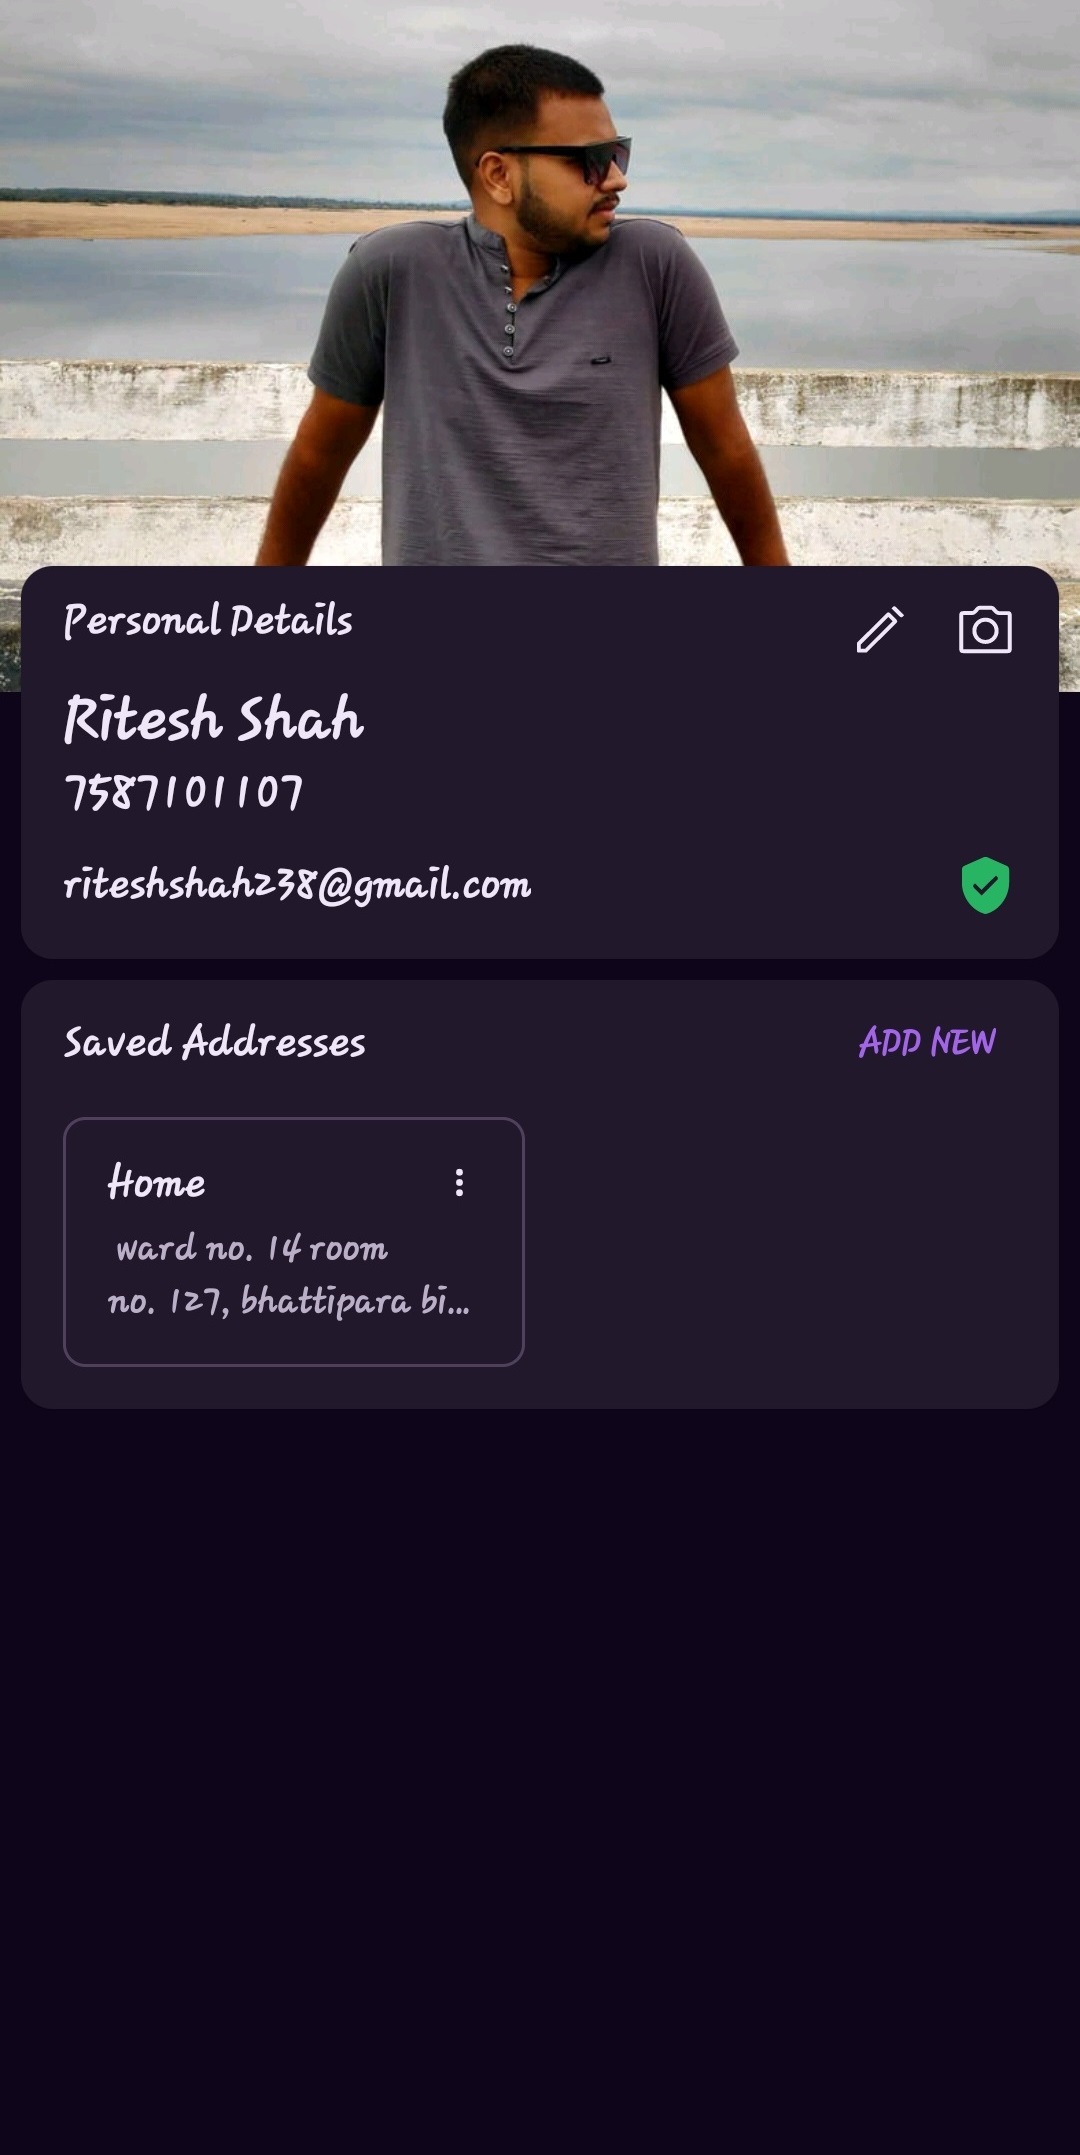 Personal Details
Ritesh Shah
7587101107
riteshshah238@gmail.com
Saved Addresses
ADD NEW
Home
ward no. 14 room
no. 127, bhattipara bi...